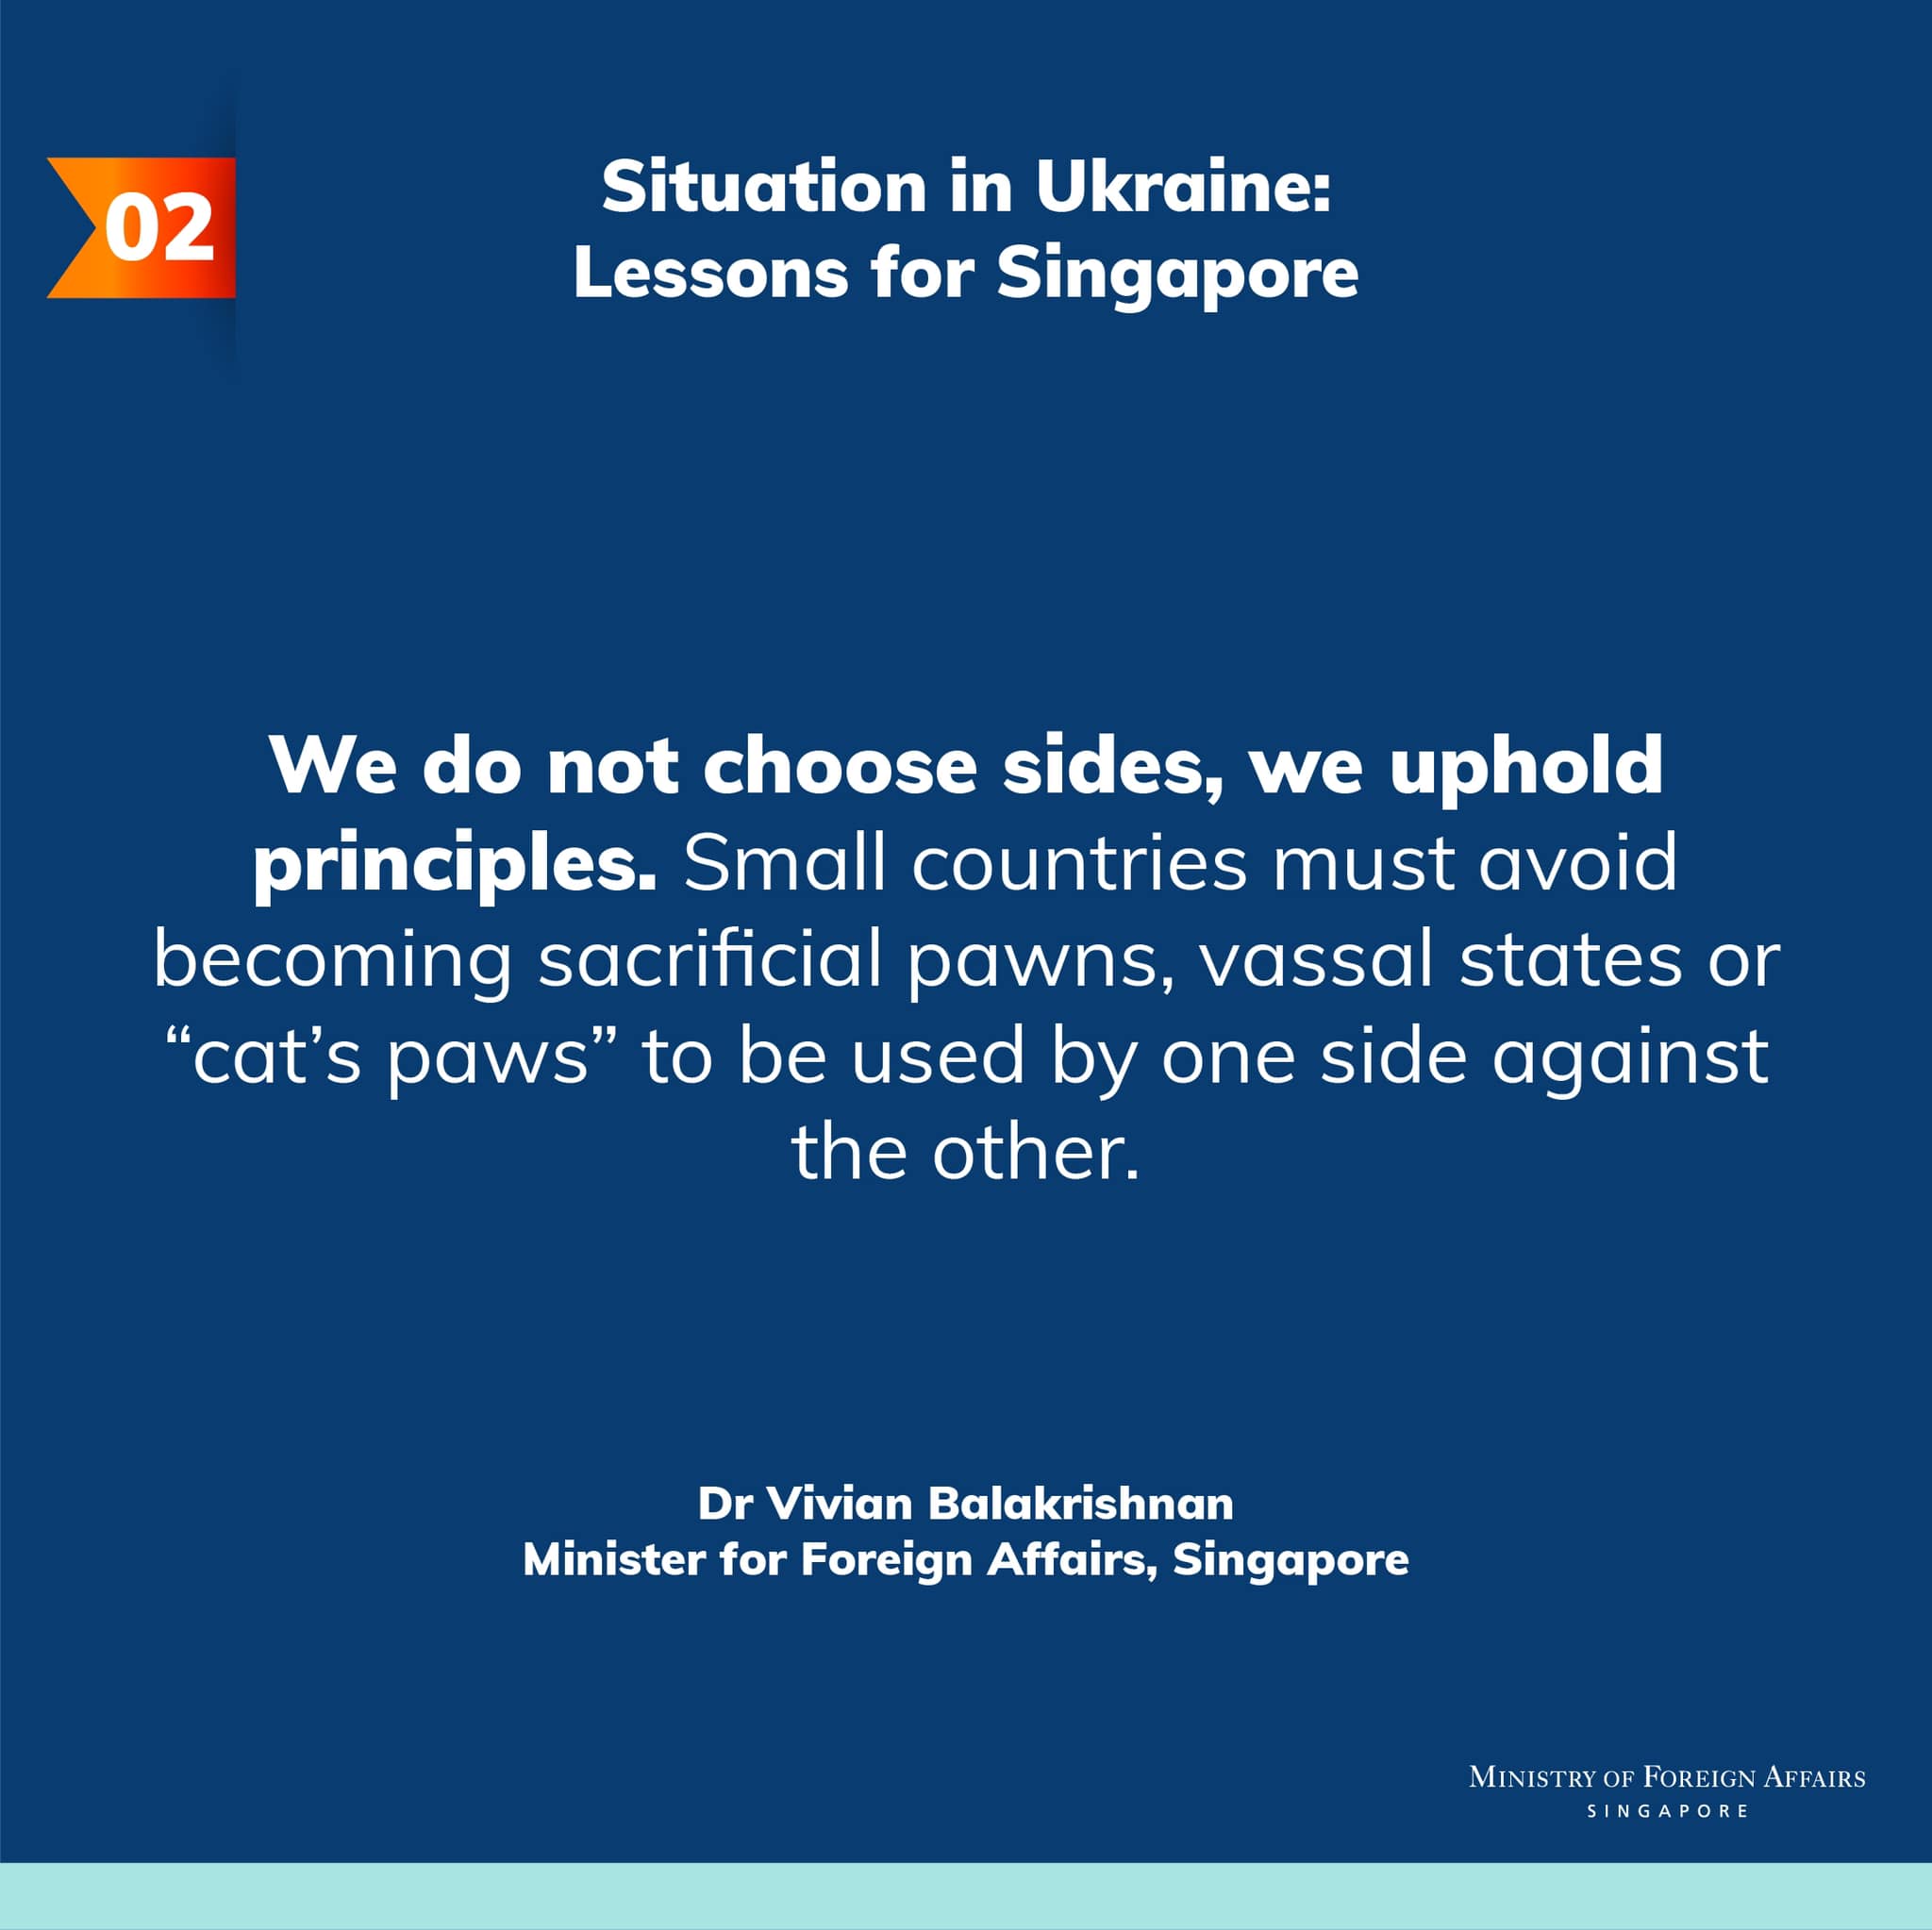 02
Situation in Ukraine:
Lessons for Singapore
We do not choose sides, we uphold
principles. Small countries must avoid
becoming sacrificial pawns, vassal states or
“cat’s paws” to be used by one side against
the other.
Dr Vivian Balakrishnan
Minister for Foreign Affairs, Singapore
MINISTRY OF FOREIGN AFFAIRS
SINGAPORE